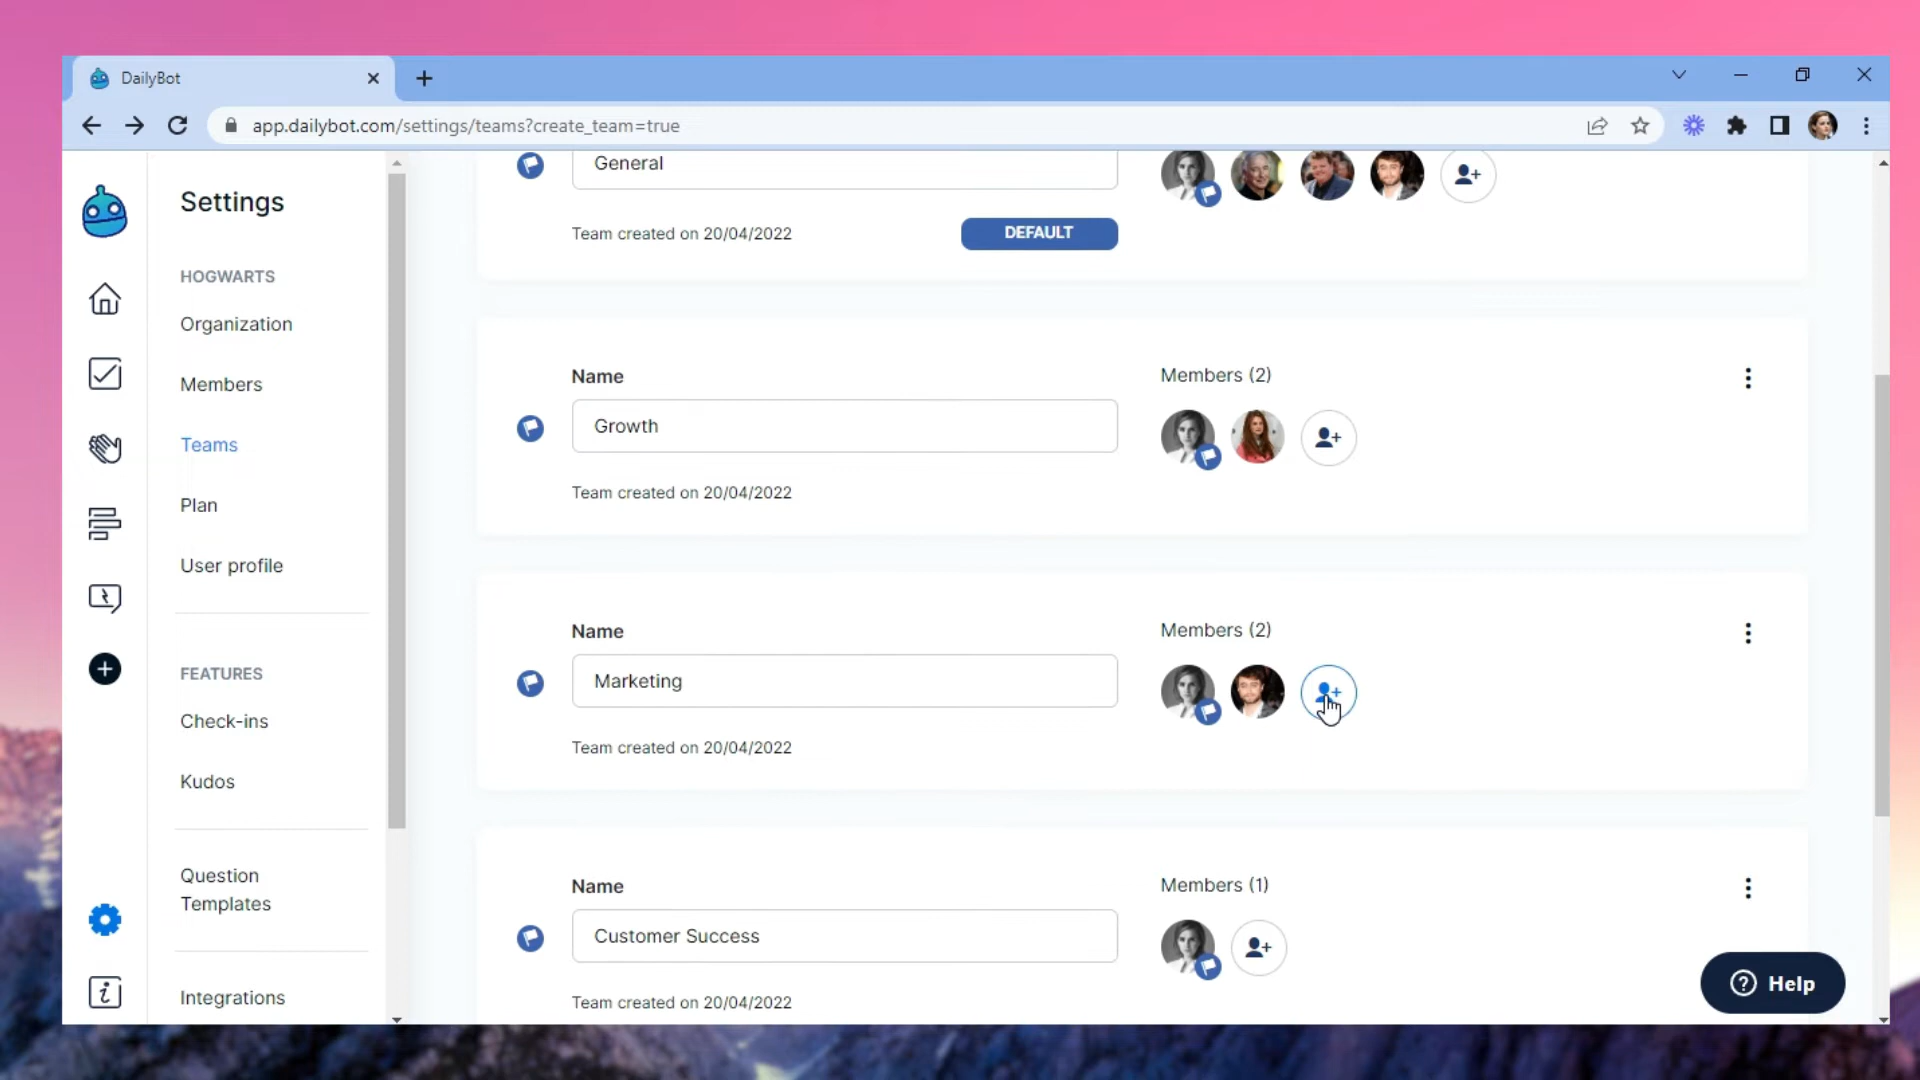 DailyBot
app.dailybot.com/settings/teams?create_team=true
Settings
HOGWARTS
Organization
Members
Teams
Plan
User profile
FEATURES
Check-ins
Kudos
Question
Templates
Integrations
General
Team created on 20/04/2022
DEFAULT
Name
Members (2)
Growth
Team created on 20/04/2022
Name
Members (2)
Marketing
Team created on 20/04/2022
Name
Members (1)
Customer Success
Team created on 20/04/2022
Help